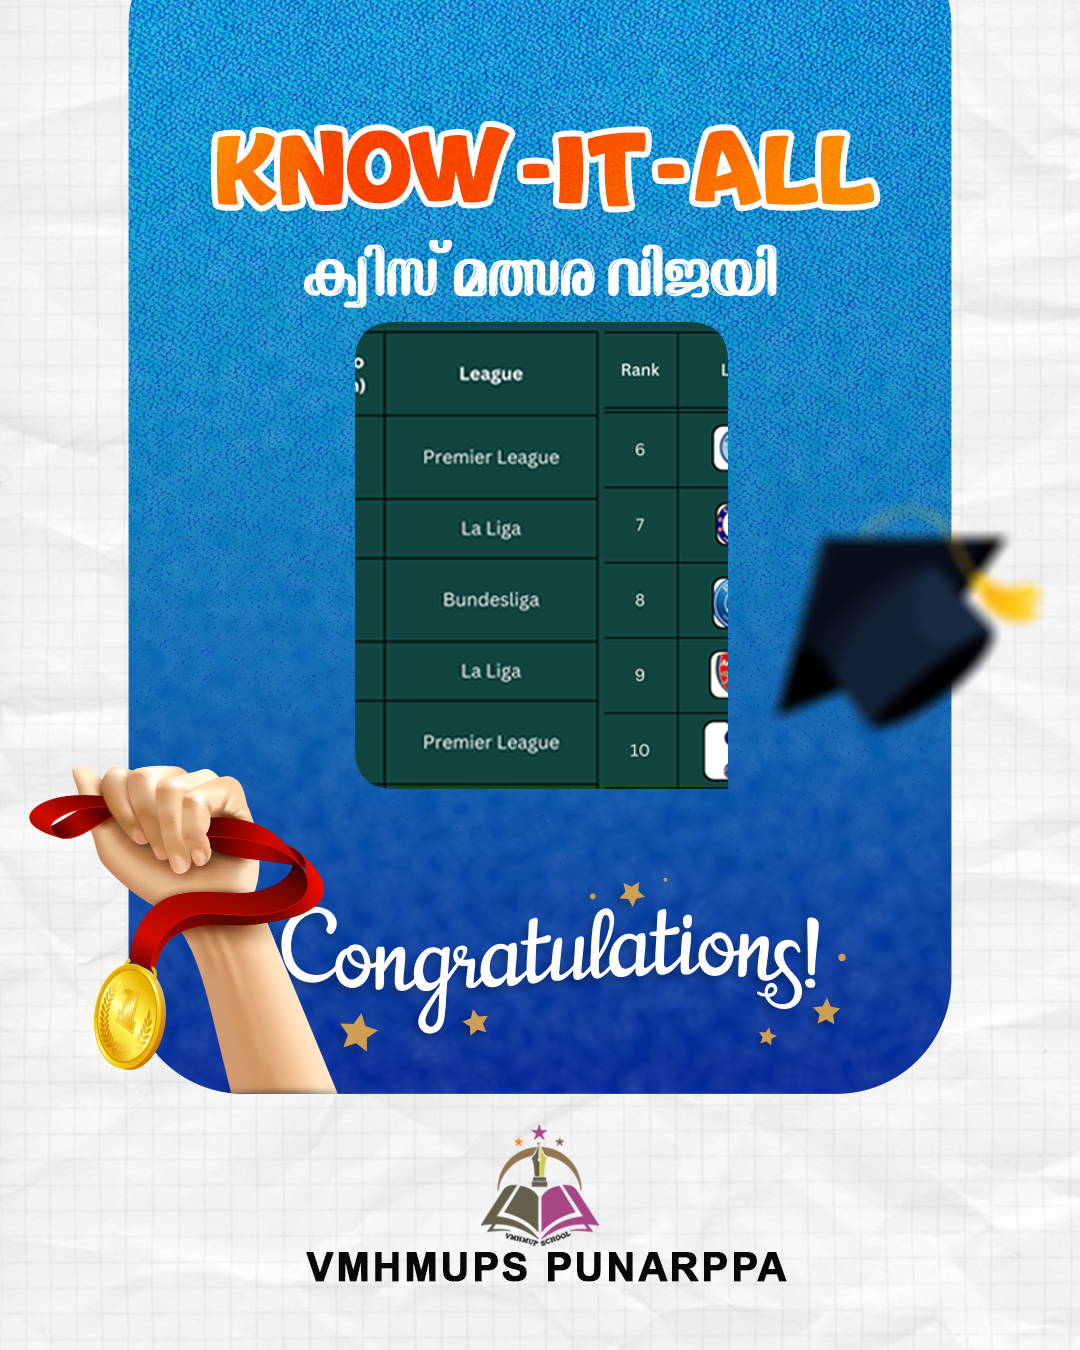 KNOW-IT-ALL
ക്വിസ് മത്സര വിജയി
League Rank
Premier League 6
La Liga 7
Bundesliga 8
La Liga 9
Premier League 10
Congratulations!
VMHMUP SCHOOL
VMHMUPS PUNARPPA